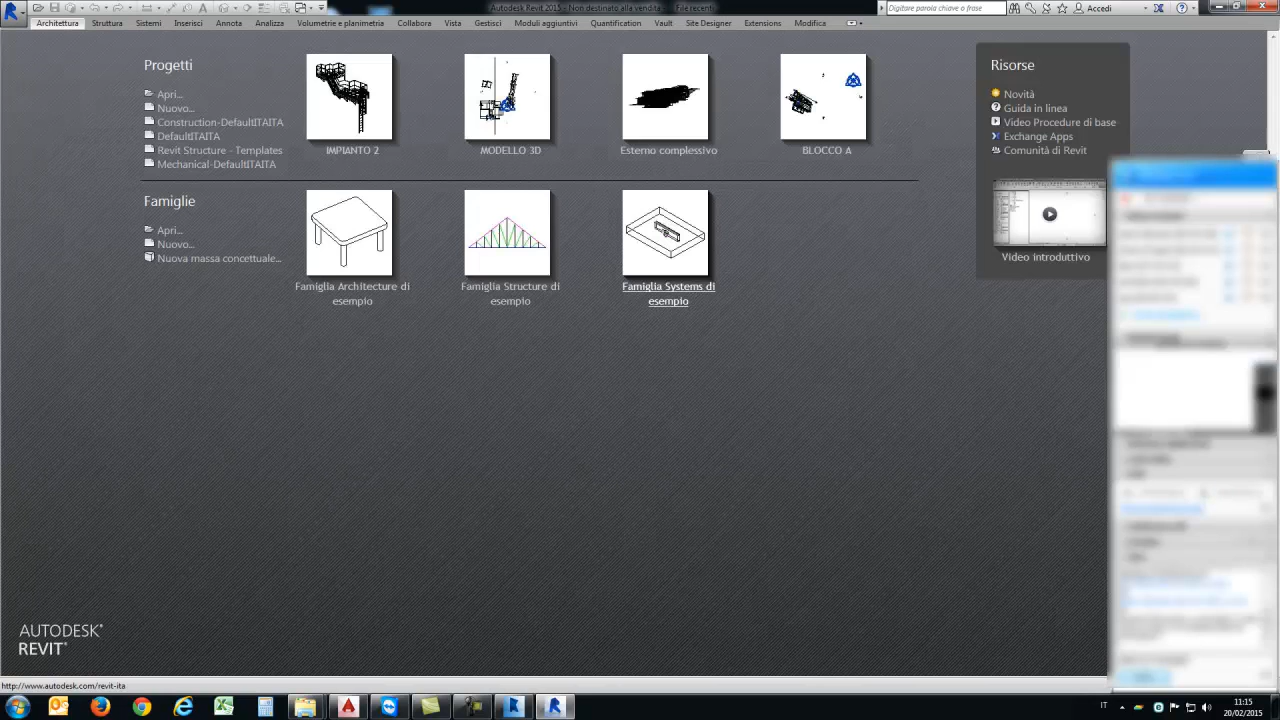 Autodesk Revit 2015 - Non destinato alla vendita - File recenti
Digitare parola chiave o frase
Accedi
Architettura Struttura Sistemi Inserisci Annota Analizza Volumetrie e planimetria Collabora Vista Gestisci Moduli aggiuntivi Quantification Vault Site Designer Extensions Modifica
Progetti
Apri...
Nuovo...
Construction-DefaultITAITA
DefaultITAITA
Revit Structure - Templates
Mechanical-DefaultITAITA
IMPIANTO 2
MODELLO 3D
Esterno complessivo
BLOCCO A
Risorse
Novità
Guida in linea
Video Procedure di base
Exchange Apps
Comunità di Revit
Video introduttivo
Famiglie
Apri...
Nuovo...
Nuova massa concettuale...
Famiglia Architecture di
esempio
Famiglia Structure di
esempio
Famiglia Systems di
esempio
AUTODESK®
REVIT®
http://www.autodesk.com/revit-ita
IT
11:15
20/02/2015